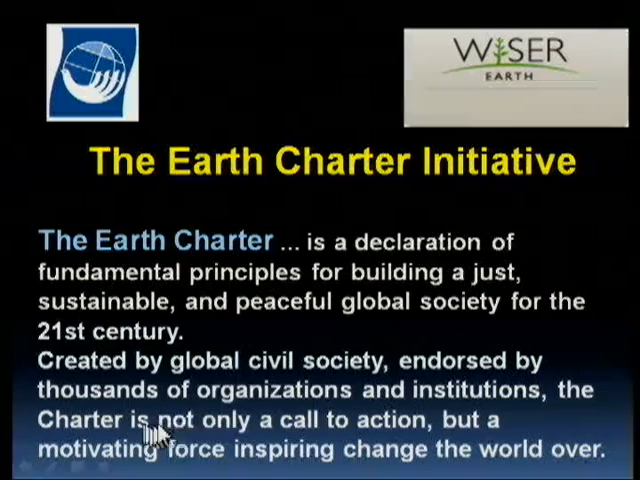 WiSER
EARTH
The Earth Charter Initiative
The Earth Charter ... is a declaration of
fundamental principles for building a just,
sustainable, and peaceful global society for the
21st century.
Created by global civil society, endorsed by
thousands of organizations and institutions, the
Charter is not only a call to action, but a
motivating force inspiring change the world over.